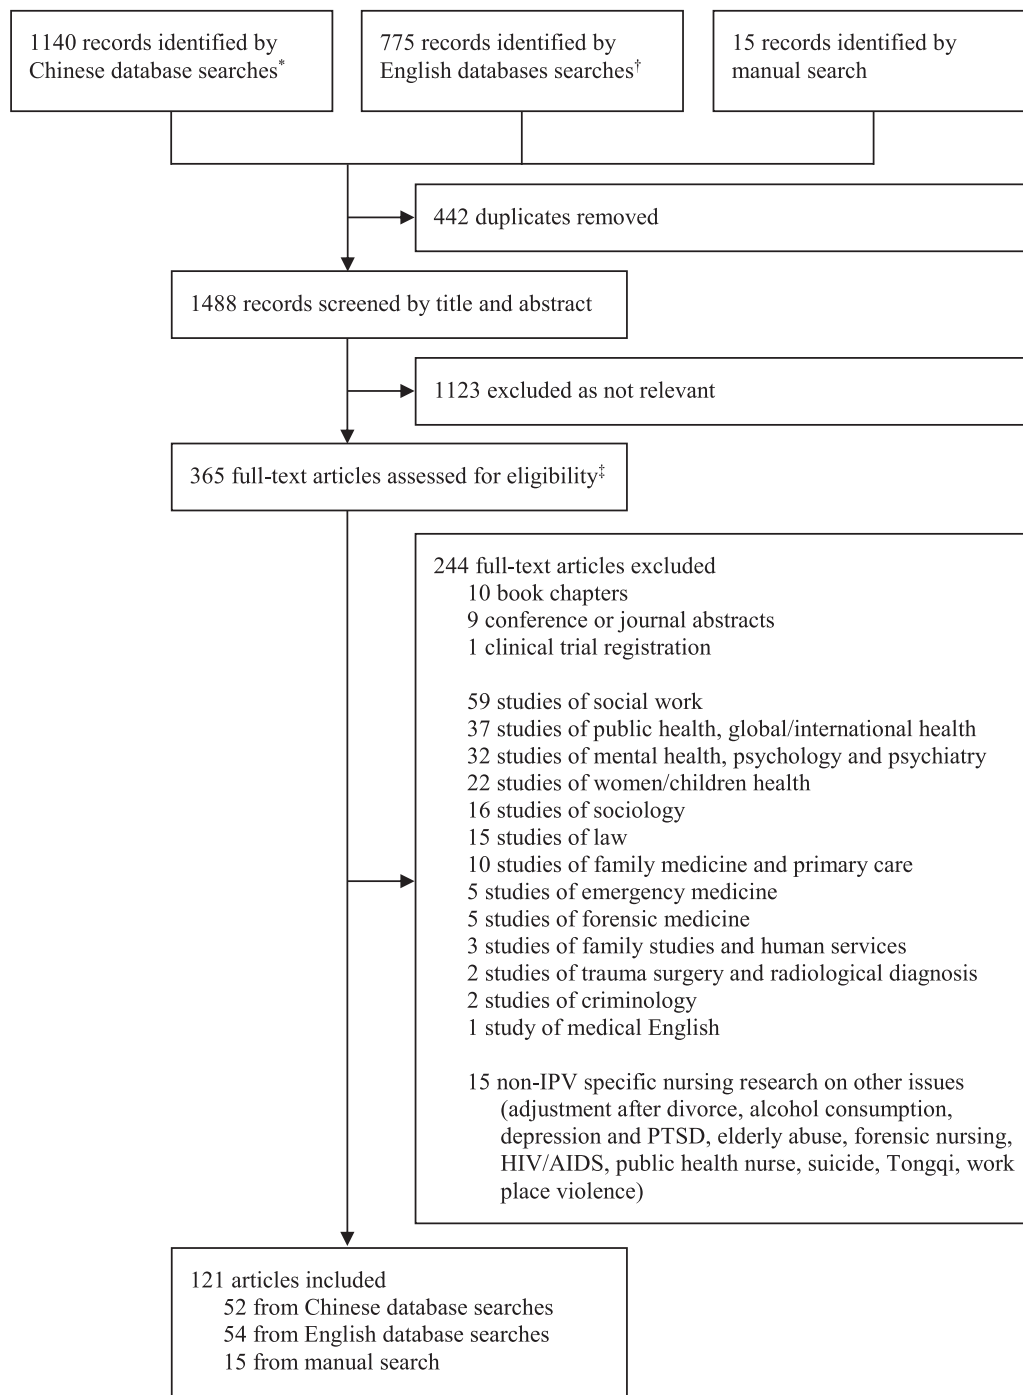 1140 records identified by
Chinese database searches*
775 records identified by
English databases searches†
15 records identified by
manual search
442 duplicates removed
1488 records screened by title and abstract
1123 excluded as not relevant
365 full-text articles assessed for eligibility‡
244 full-text articles excluded
10 book chapters
9 conference or journal abstracts
1 clinical trial registration
59 studies of social work
37 studies of public health, global/international health
32 studies of mental health, psychology and psychiatry
22 studies of women/children health
16 studies of sociology
15 studies of law
10 studies of family medicine and primary care
5 studies of emergency medicine
5 studies of forensic medicine
3 studies of family studies and human services
2 studies of trauma surgery and radiological diagnosis
2 studies of criminology
1 study of medical English
15 non-IPV specific nursing research on other issues
(adjustment after divorce, alcohol consumption,
depression and PTSD, elderly abuse, forensic nursing,
HIV/AIDS, public health nurse, suicide, Tongqi, work
place violence)
121 articles included
52 from Chinese database searches
54 from English database searches
15 from manual search